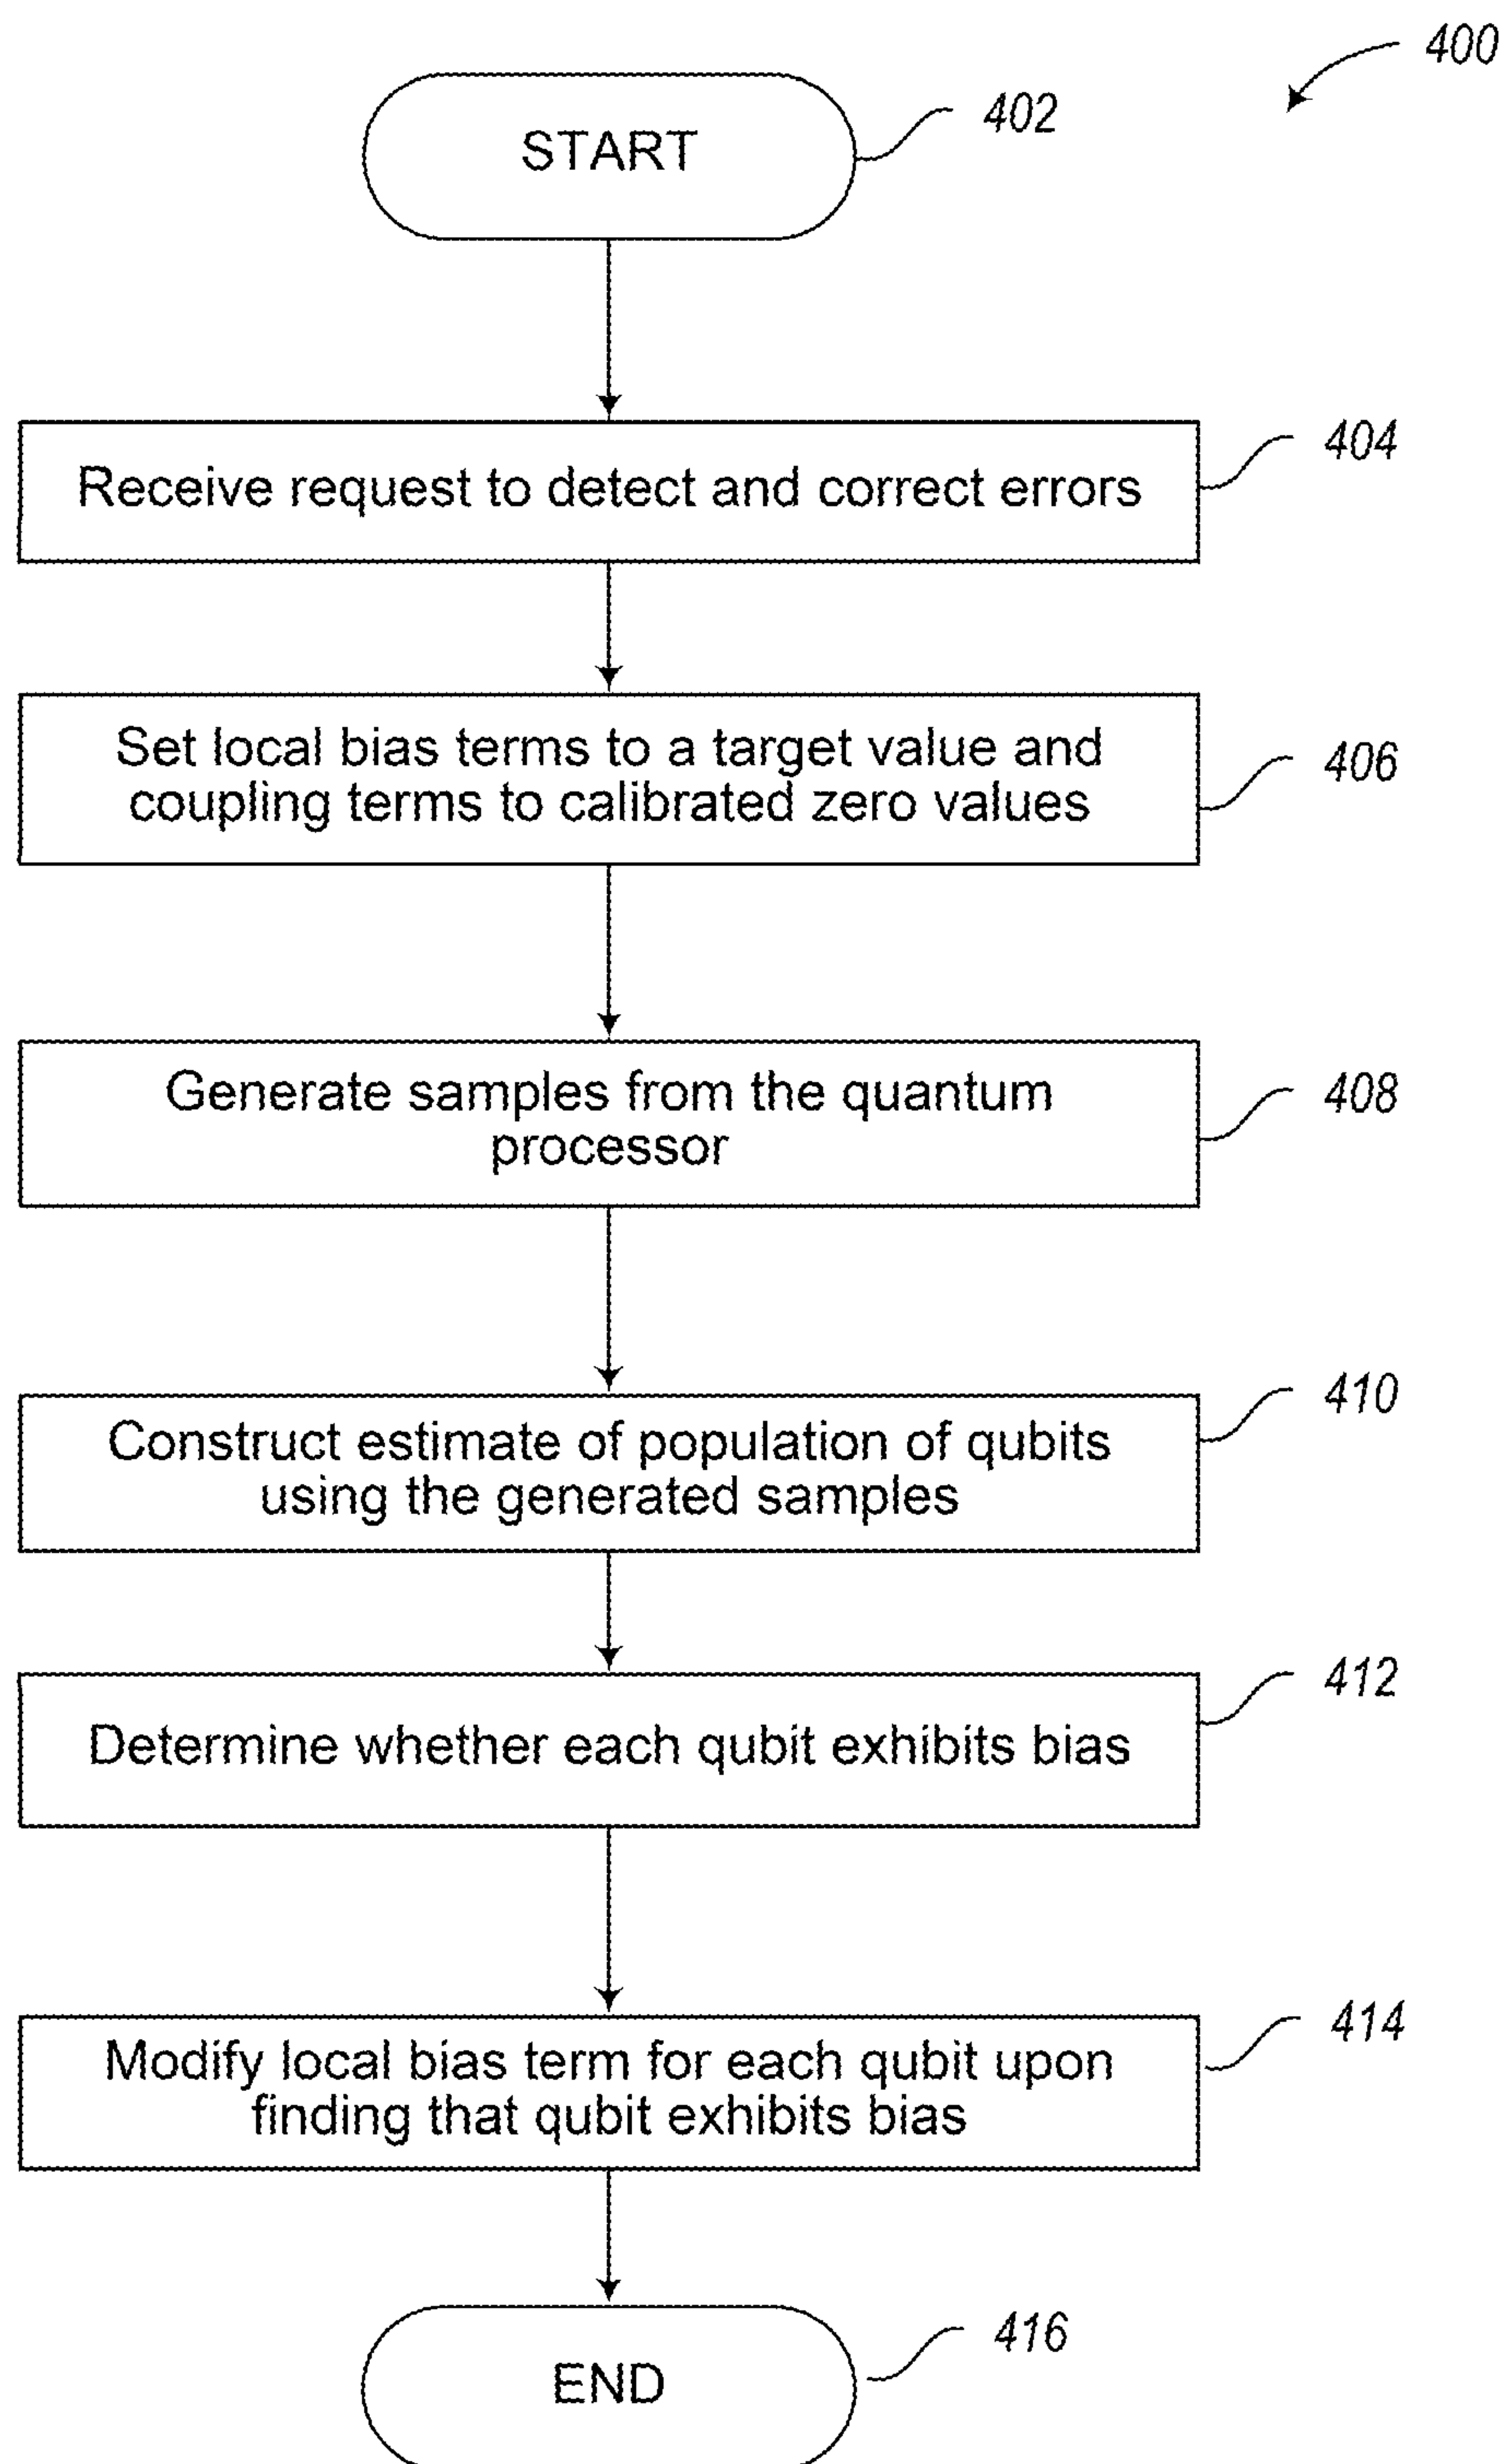 400
START
402
Receive request to detect and correct errors
404
Set local bias terms to a target value and
coupling terms to calibrated zero values
406
Generate samples from the quantum
processor
408
Construct estimate of population of qubits
using the generated samples
410
Determine whether each qubit exhibits bias
412
Modify local bias term for each qubit upon
finding that qubit exhibits bias
414
END
416